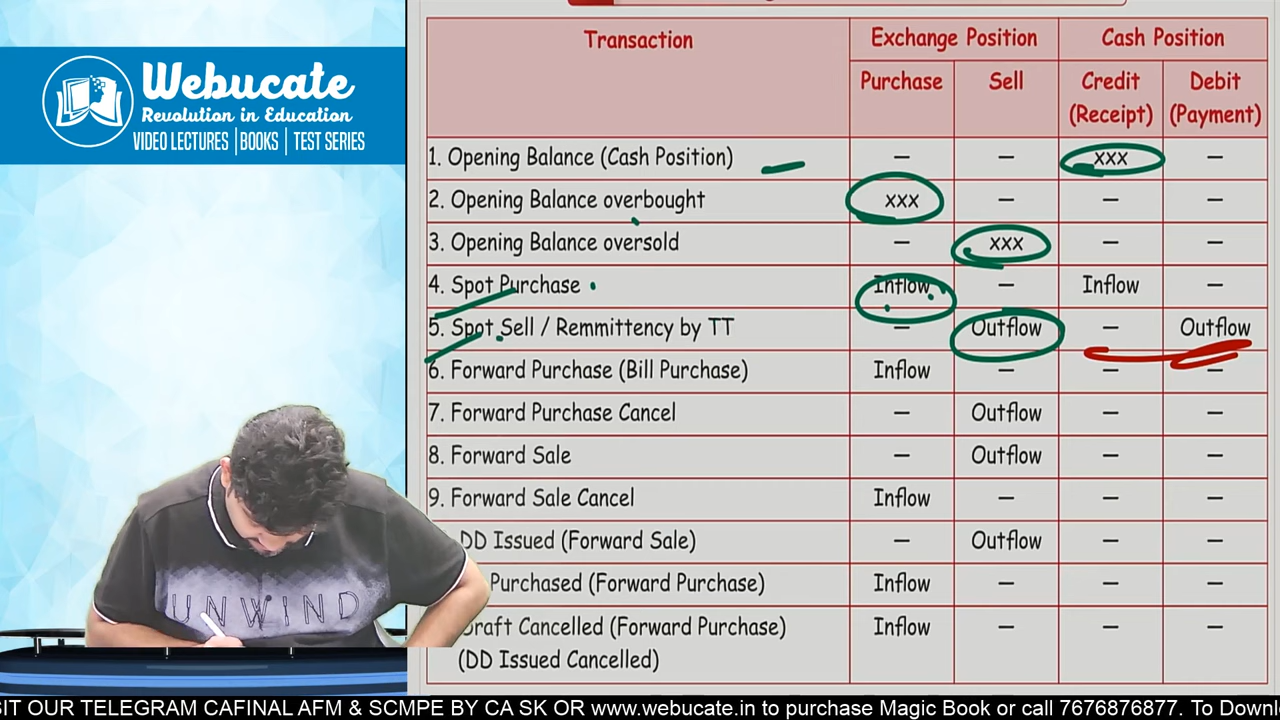 Webucate
Revolution in Education
VIDEO LECTURES | BOOKS | TEST SERIES
Transaction
Exchange Position
Cash Position
Purchase
Sell
Credit (Receipt)
Debit (Payment)
1. Opening Balance (Cash Position) — — xxx —
2. Opening Balance overbought xxx — — —
3. Opening Balance oversold — xxx — —
4. Spot Purchase Inflow — Inflow —
5. Spot Sell / Remmittency by TT — Outflow — Outflow
6. Forward Purchase (Bill Purchase) Inflow — — —
7. Forward Purchase Cancel — Outflow — —
8. Forward Sale — Outflow — —
9. Forward Sale Cancel Inflow — — —
DD Issued (Forward Sale) — Outflow — —
Purchased (Forward Purchase) Inflow — — —
Draft Cancelled (Forward Purchase) Inflow — — —
(DD Issued Cancelled)
UNWIND
SIT OUR TELEGRAM CAFINAL AFM & SCMPE BY CA SK OR www.webucate.in to purchase Magic Book or call 7676876877. To Downl